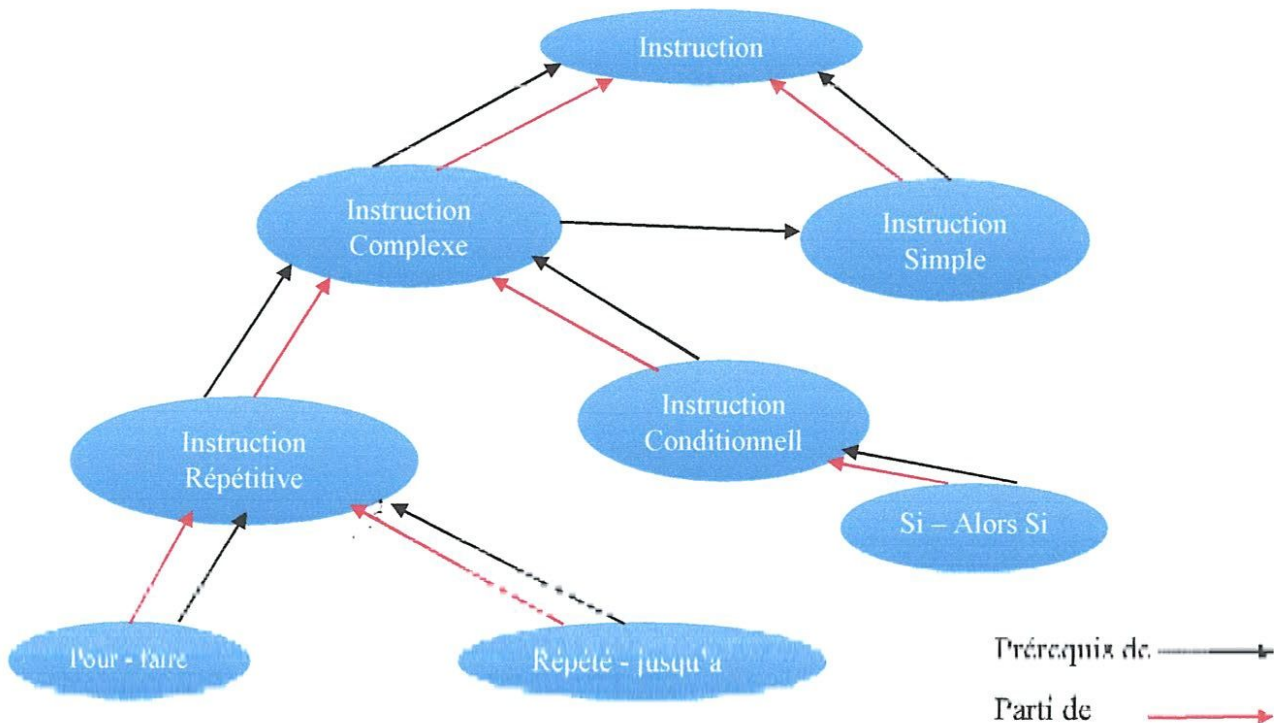 Instruction
Instruction
Complexe
Instruction
Simple
Instruction
Conditionnell
Instruction
Répétitive
Si – Alors Si
Pour - faire
Répété - jusqu'a
Prérequis de
Parti de